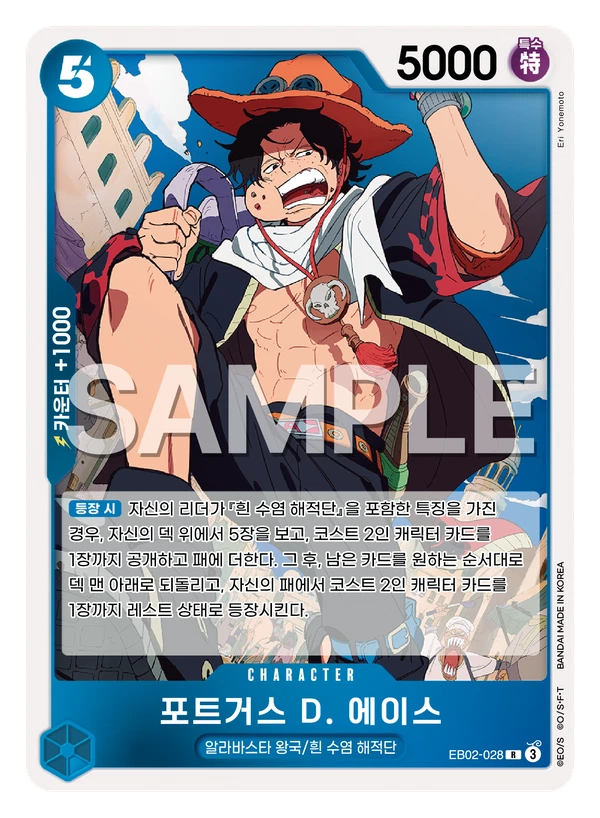 5
5000
특수
特
Eri Yonemoto
카운터 +1000
SAMPLE
등장 시 자신의 리더가 『흰 수염 해적단』을 포함한 특징을 가진
경우, 자신의 덱 위에서 5장을 보고, 코스트 2인 캐릭터 카드를
1장까지 공개하고 패에 더한다. 그 후, 남은 카드를 원하는 순서대로
덱 맨 아래로 되돌리고, 자신의 패에서 코스트 2인 캐릭터 카드를
1장까지 레스트 상태로 등장시킨다.
CHARACTER
포트거스 D. 에이스
알라바스타 왕국/흰 수염 해적단
EB02-028 R 3
©EO/S ©O/S·F·T BANDAI MADE IN KOREA